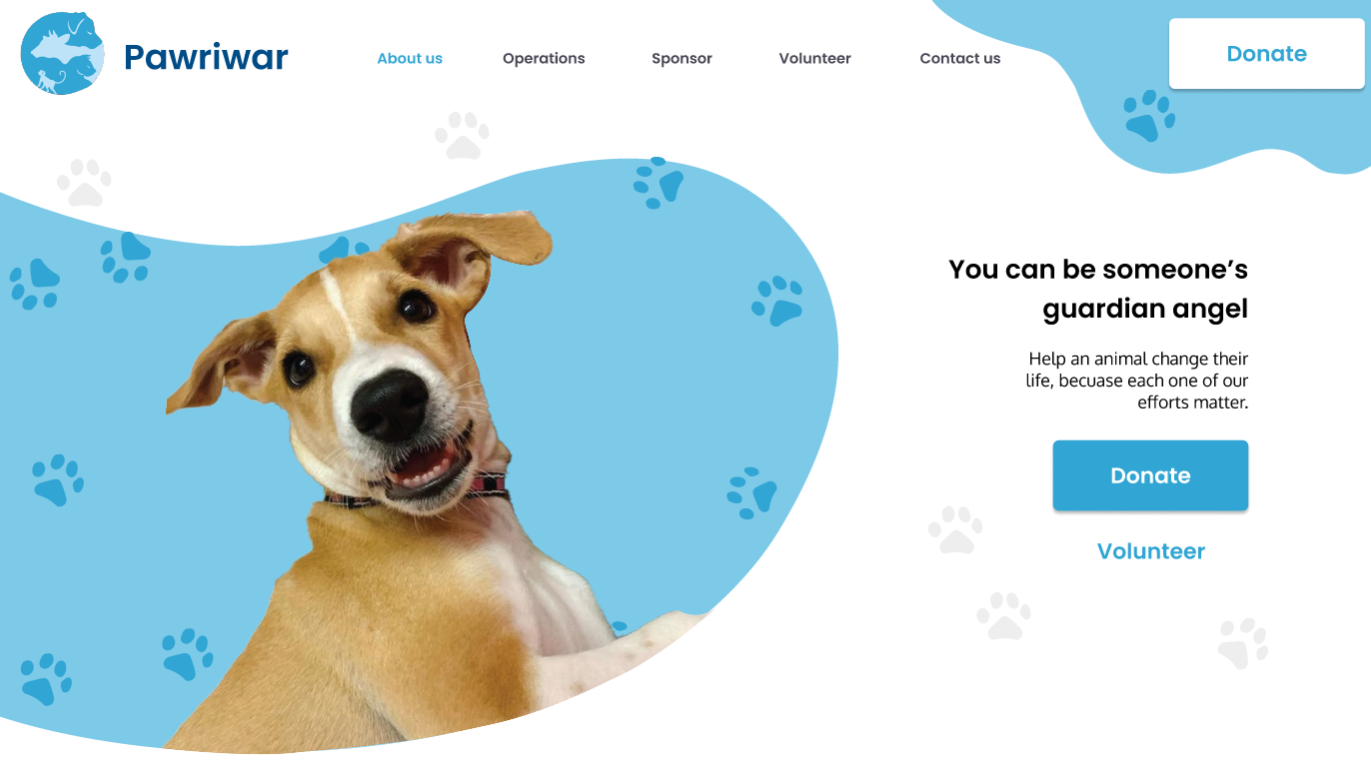 Pawriwar
About us
Operations
Sponsor
Volunteer
Contact us
Donate
You can be someone’s
guardian angel
Help an animal change their
life, becuase each one of our
efforts matter.
Donate
Volunteer